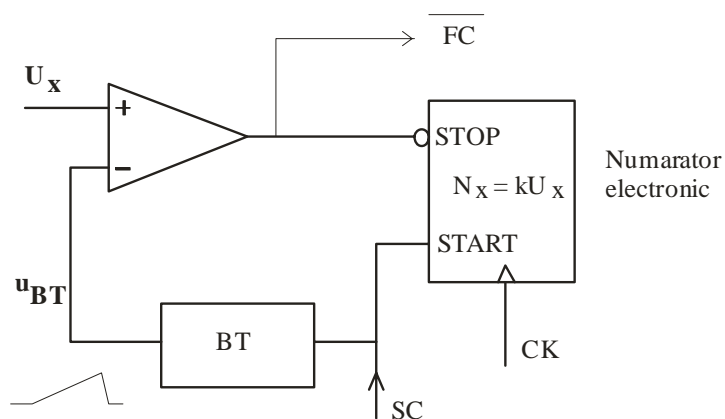 FC
U x
+
STOP
Numarator
electronic
N x = kU x
−
START
u BT
BT
CK
SC